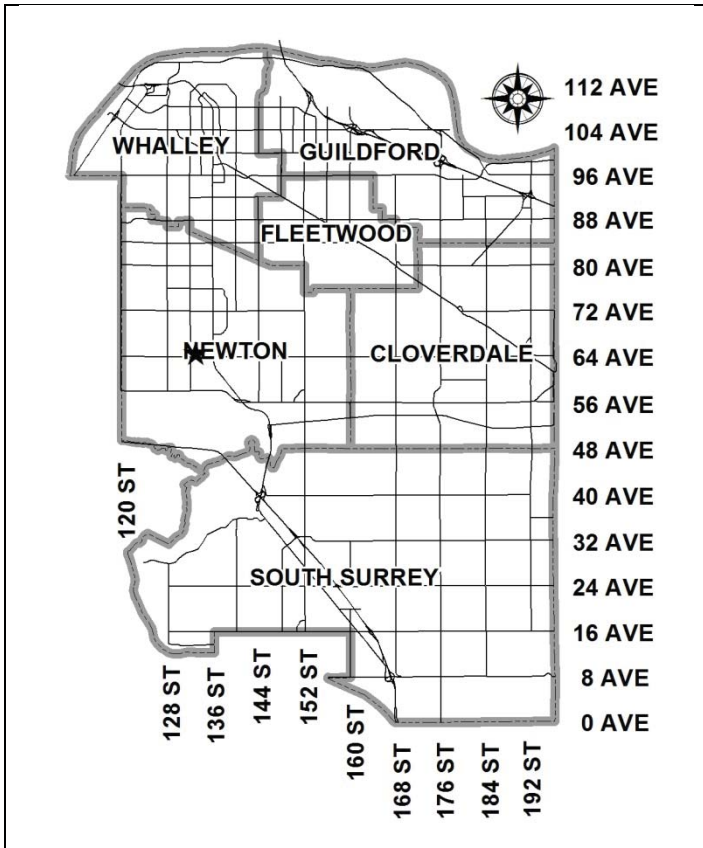 112 AVE
104 AVE
WHALLEY
GUILDFORD
96 AVE
88 AVE
FLEETWOOD
80 AVE
72 AVE
NEWTON
CLOVERDALE
64 AVE
56 AVE
48 AVE
120 ST
40 AVE
32 AVE
SOUTH SURREY
24 AVE
16 AVE
128 ST
136 ST
144 ST
152 ST
160 ST
8 AVE
0 AVE
168 ST
176 ST
184 ST
192 ST